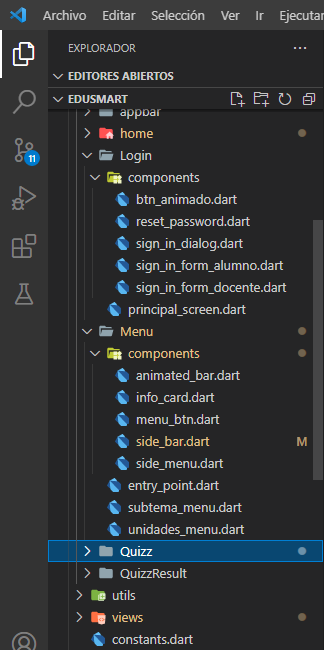 Archivo Editar Selección Ver Ir Ejecutar
EXPLORADOR
EDITORES ABIERTOS
EDUSMART
appbar
home
Login
components
btn_animado.dart
reset_password.dart
sign_in_dialog.dart
sign_in_form_alumno.dart
sign_in_form_docente.dart
principal_screen.dart
Menu
components
animated_bar.dart
info_card.dart
menu_btn.dart
side_bar.dart M
side_menu.dart
entry_point.dart
subtema_menu.dart
unidades_menu.dart
Quizz
QuizzResult
utils
views
constants.dart
11